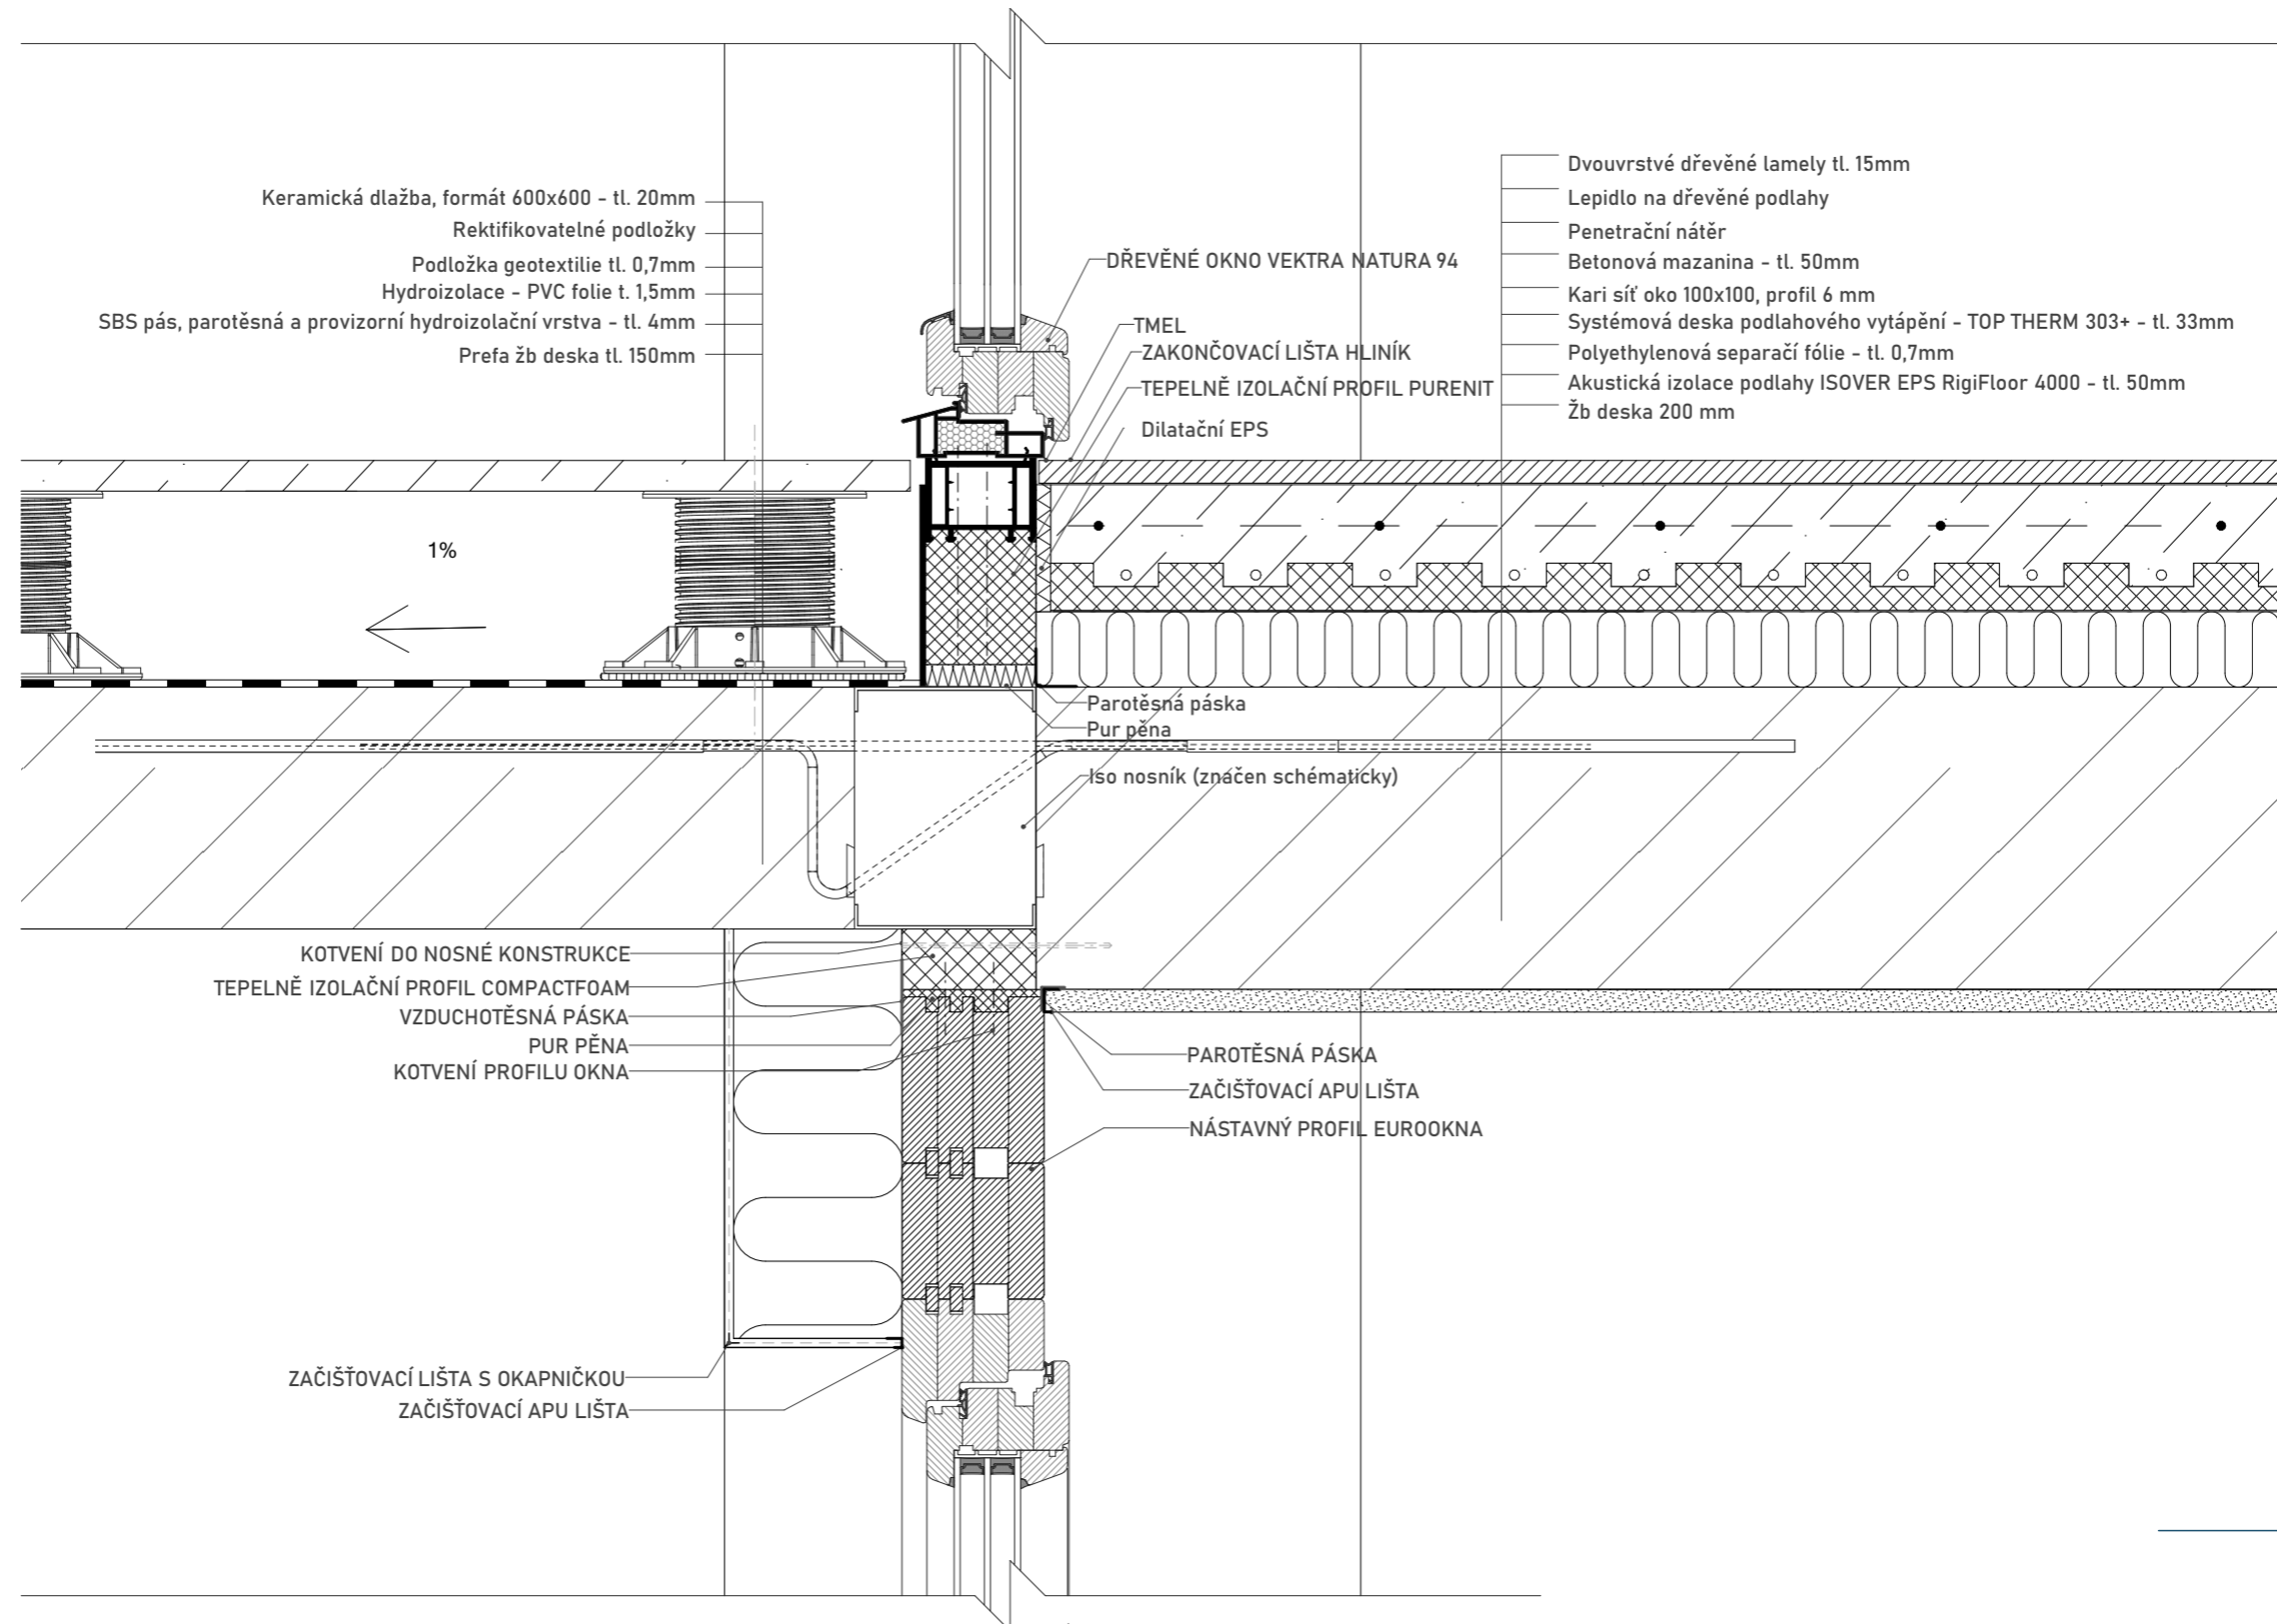 Keramická dlažba, formát 600x600 - tl. 20mm
Rektifikovatelné podložky
Podložka geotextilie tl. 0,7mm
Hydroizolace - PVC folie t. 1,5mm
SBS pás, parotěsná a provizorní hydroizolační vrstva - tl. 4mm
Prefa žb deska tl. 150mm
DŘEVĚNÉ OKNO VEKTRA NATURA 94
TMEL
ZAKONČOVACÍ LIŠTA HLINÍK
TEPELNĚ IZOLAČNÍ PROFIL PURENIT
Dilatační EPS
Dvouvrstvé dřevěné lamely tl. 15mm
Lepidlo na dřevěné podlahy
Penetrační nátěr
Betonová mazanina - tl. 50mm
Kari síť oko 100x100, profil 6 mm
Systémová deska podlahového vytápění - TOP THERM 303+ - tl. 33mm
Polyethylenová separačí fólie - tl. 0,7mm
Akustická izolace podlahy ISOVER EPS RigiFloor 4000 - tl. 50mm
Žb deska 200 mm
1%
Parotěsná páska
Pur pěna
Iso nosník (značen schématicky)
KOTVENÍ DO NOSNÉ KONSTRUKCE
TEPELNĚ IZOLAČNÍ PROFIL COMPACTFOAM
VZDUCHOTĚSNÁ PÁSKA
PUR PĚNA
KOTVENÍ PROFILU OKNA
PAROTĚSNÁ PÁSKA
ZAČIŠŤOVACÍ APU LIŠTA
NÁSTAVNÝ PROFIL EUROOKNA
ZAČIŠŤOVACÍ LIŠTA S OKAPNIČKOU
ZAČIŠŤOVACÍ APU LIŠTA